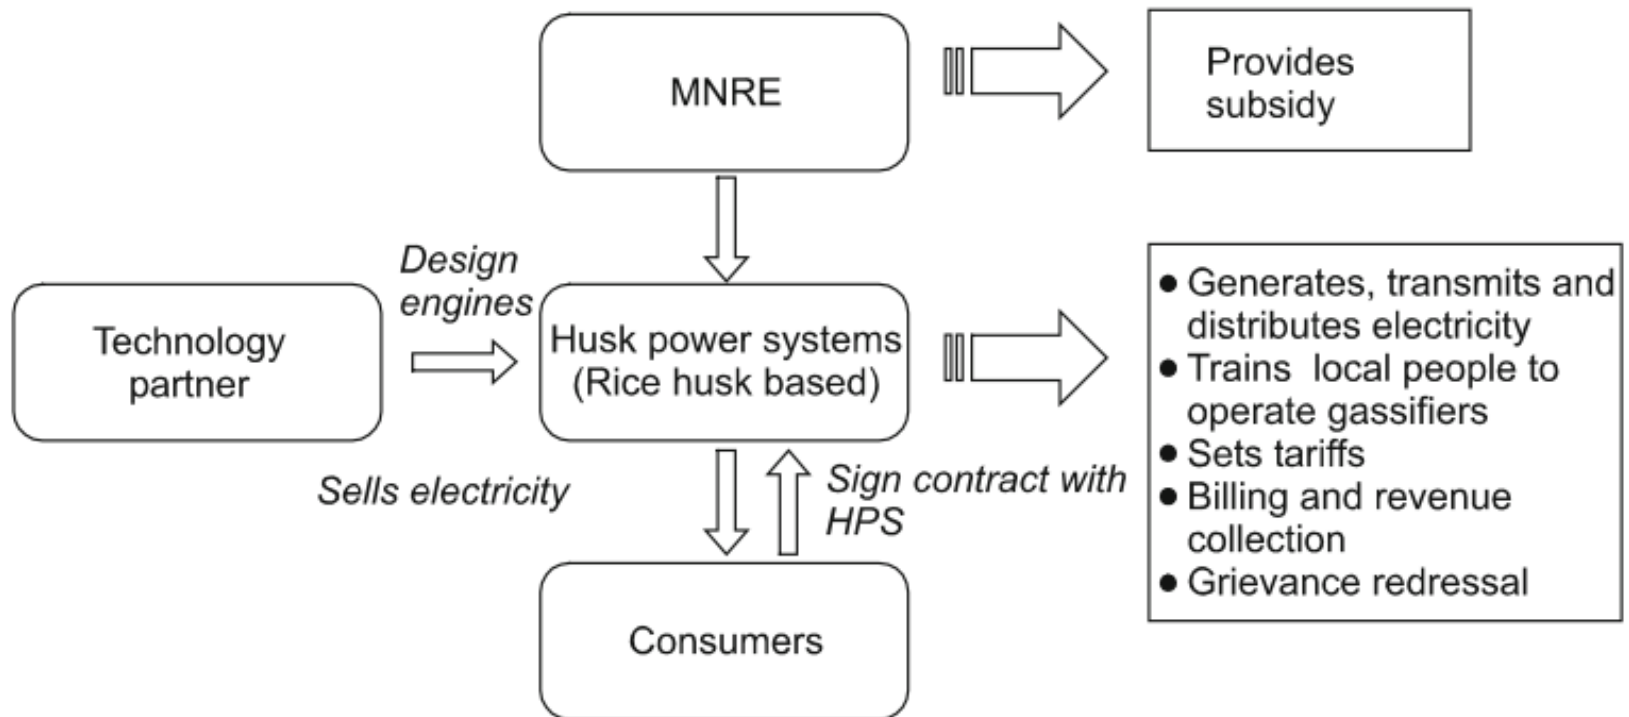 MNRE
Provides
subsidy
Design
engines
Technology
partner
Husk power systems
(Rice husk based)
● Generates, transmits and
distributes electricity
● Trains local people to
operate gassifiers
● Sets tariffs
● Billing and revenue
collection
● Grievance redressal
Sells electricity
Sign contract with
HPS
Consumers